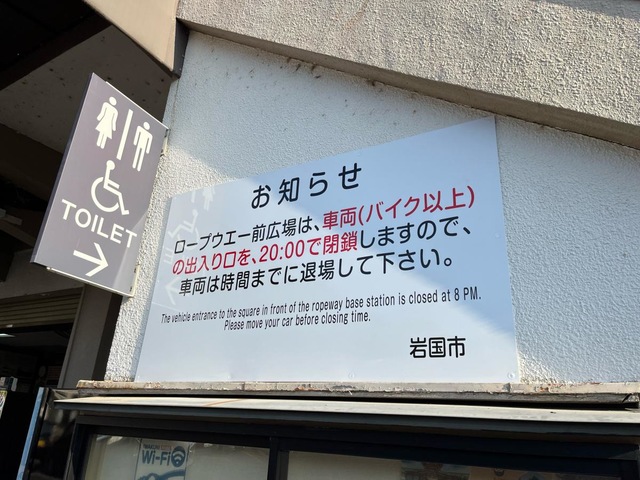 TOILET
お知らせ
ロープウエー前広場は、車両(バイク以上)
の出入り口を、20:00で閉鎖しますので、
車両は時間までに退場して下さい。
The vehicle entrance to the square in front of the ropeway base station is closed at 8 PM.
Please move your car before closing time.
岩国市
Wi-Fi